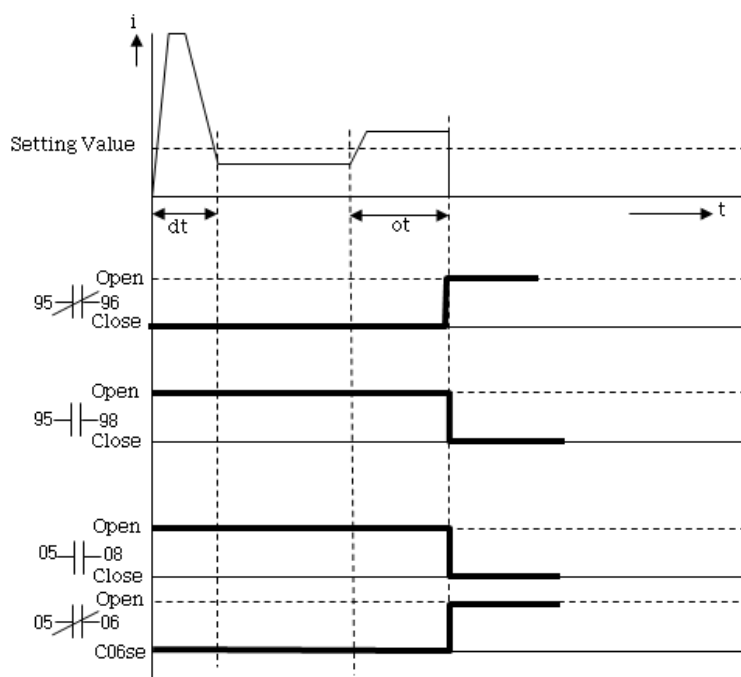 i
Setting Value
t
dt
ot
Open
95 96
Close
Open
95 98
Close
Open
05 08
Close
Open
05 06
C06se